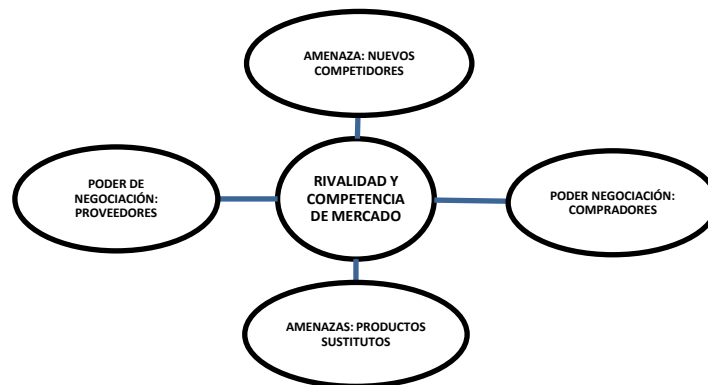 AMENAZA: NUEVOS
COMPETIDORES
PODER DE
NEGOCIACIÓN:
PROVEEDORES
RIVALIDAD Y
COMPETENCIA
DE MERCADO
PODER NEGOCIACIÓN:
COMPRADORES
AMENAZAS: PRODUCTOS
SUSTITUTOS